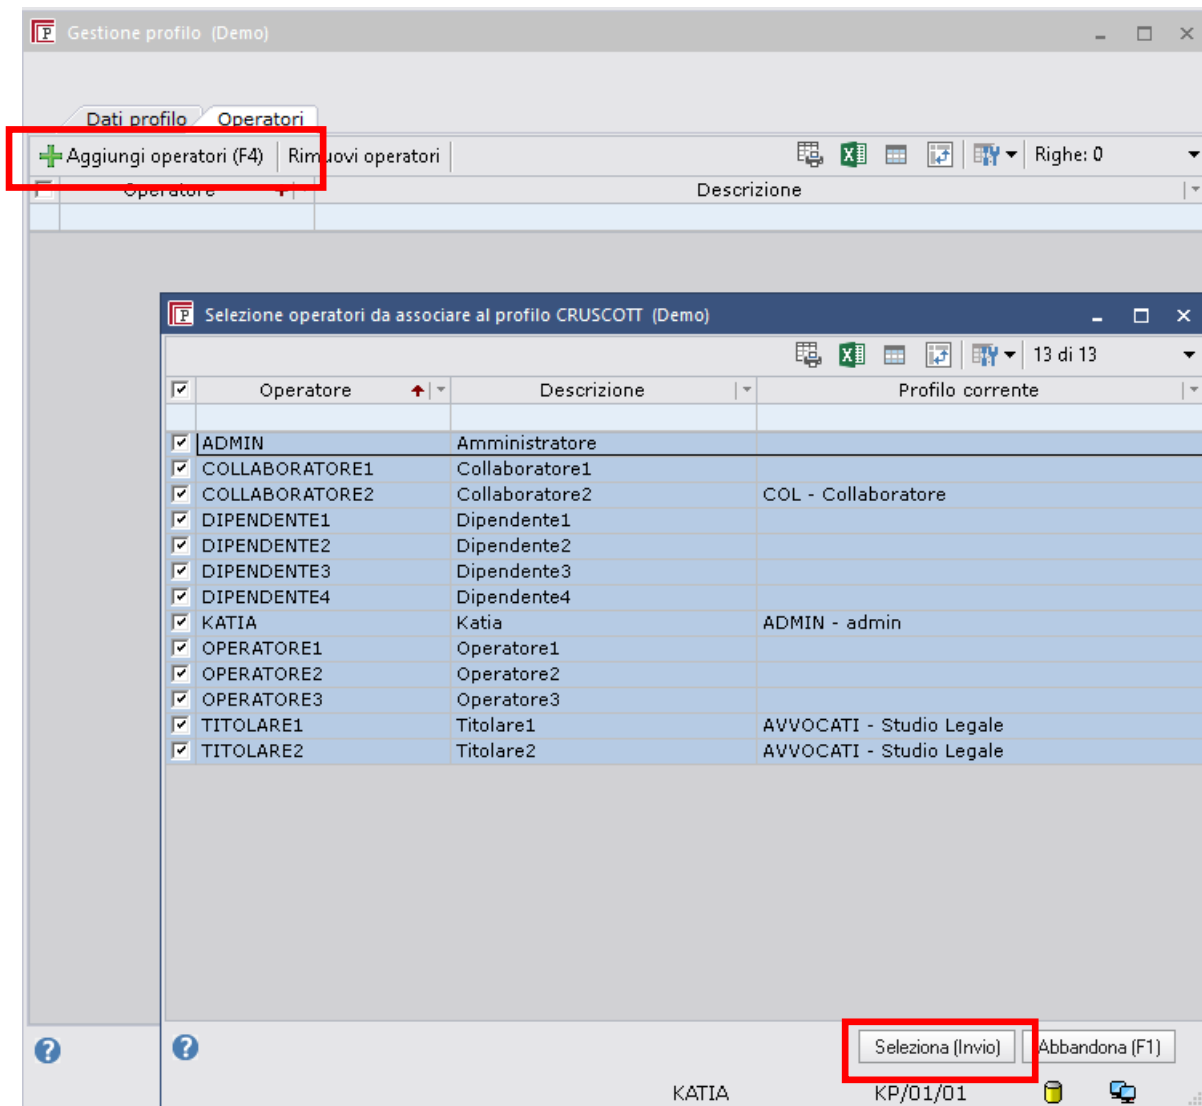 Gestione profilo (Demo)
Dati profilo Operatori
Aggiungi operatori (F4) Rimuovi operatori Righe: 0
Operatore Descrizione
Selezione operatori da associare al profilo CRUSCOTT (Demo)
13 di 13
Operatore Descrizione Profilo corrente
ADMIN Amministratore
COLLABORATORE1 Collaboratore1
COLLABORATORE2 Collaboratore2 COL - Collaboratore
DIPENDENTE1 Dipendente1
DIPENDENTE2 Dipendente2
DIPENDENTE3 Dipendente3
DIPENDENTE4 Dipendente4
KATIA Katia ADMIN - admin
OPERATORE1 Operatore1
OPERATORE2 Operatore2
OPERATORE3 Operatore3
TITOLARE1 Titolare1 AVVOCATI - Studio Legale
TITOLARE2 Titolare2 AVVOCATI - Studio Legale
Seleziona (Invio) Abbandona (F1)
KATIA KP/01/01